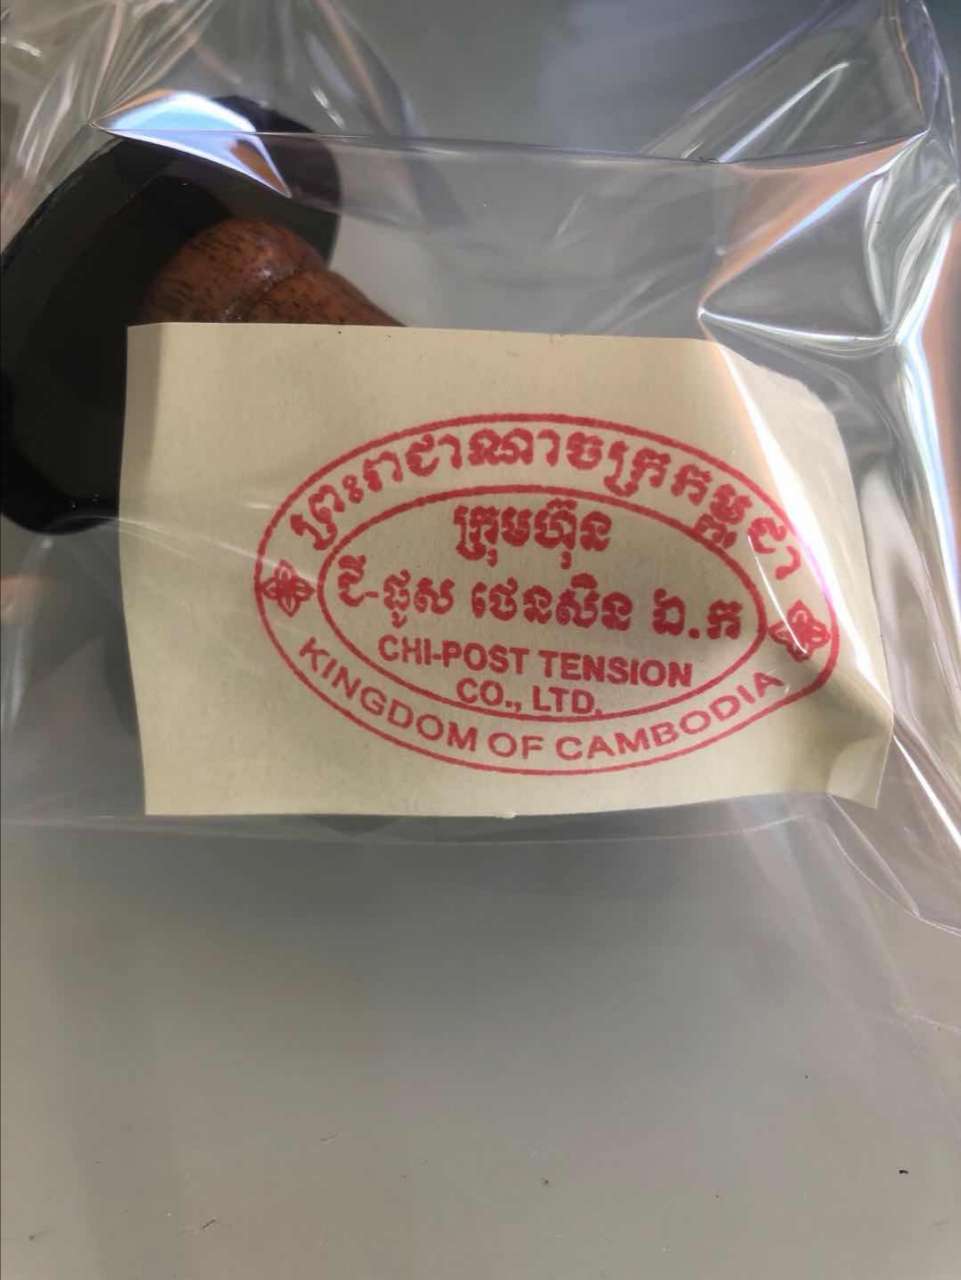 ព្រះរាជាណាចក្រកម្ពុជា
ក្រុមហ៊ុន
ជី-ផូស ថេនសិន ឯ.ក
CHI-POST TENSION
CO., LTD.
KINGDOM OF CAMBODIA